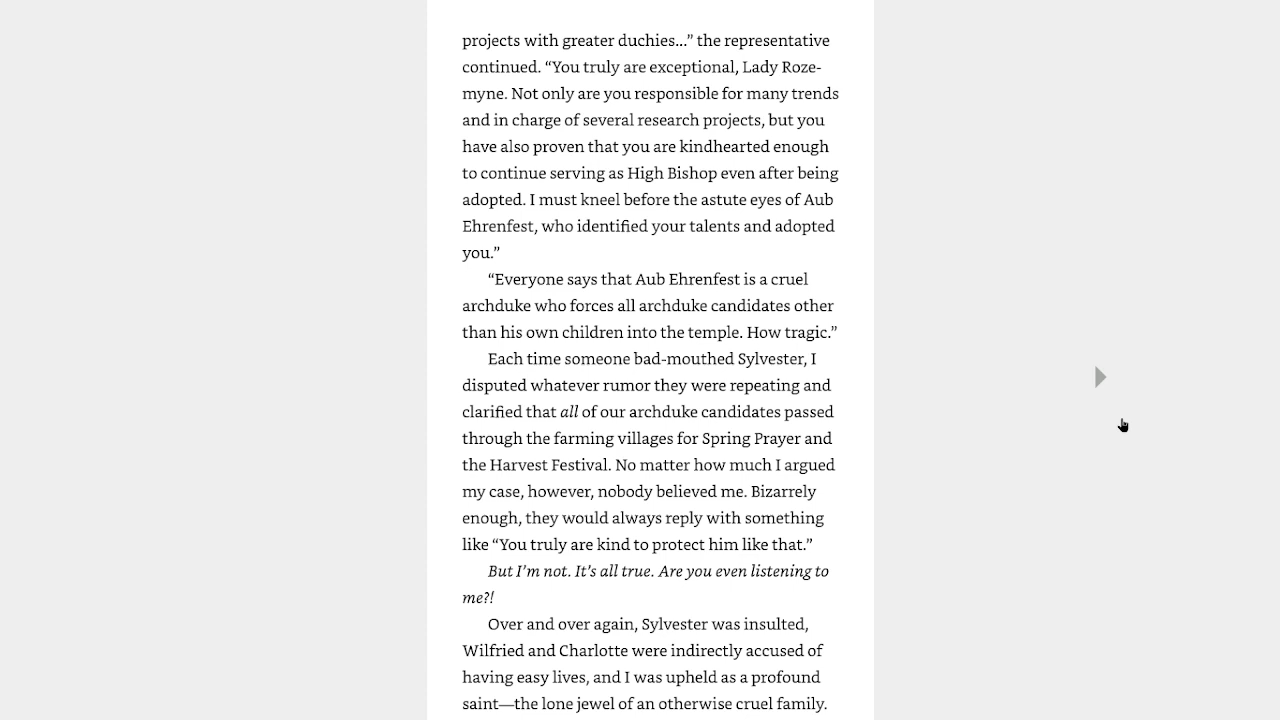 projects with greater duchies...” the representative
continued. “You truly are exceptional, Lady Roze-
myne. Not only are you responsible for many trends
and in charge of several research projects, but you
have also proven that you are kindhearted enough
to continue serving as High Bishop even after being
adopted. I must kneel before the astute eyes of Aub
Ehrenfest, who identified your talents and adopted
you.”
“Everyone says that Aub Ehrenfest is a cruel
archduke who forces all archduke candidates other
than his own children into the temple. How tragic.”
Each time someone bad-mouthed Sylvester, I
disputed whatever rumor they were repeating and
clarified that all of our archduke candidates passed
through the farming villages for Spring Prayer and
the Harvest Festival. No matter how much I argued
my case, however, nobody believed me. Bizarrely
enough, they would always reply with something
like “You truly are kind to protect him like that.”
But I’m not. It’s all true. Are you even listening to
me?!
Over and over again, Sylvester was insulted,
Wilfried and Charlotte were indirectly accused of
having easy lives, and I was upheld as a profound
saint—the lone jewel of an otherwise cruel family.